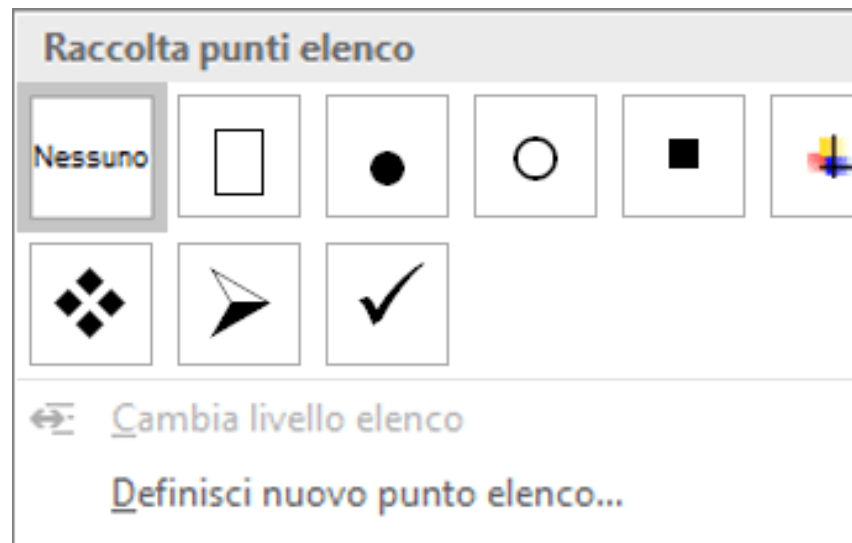 Raccolta punti elenco
Nessuno
Cambia livello elenco
Definisci nuovo punto elenco...